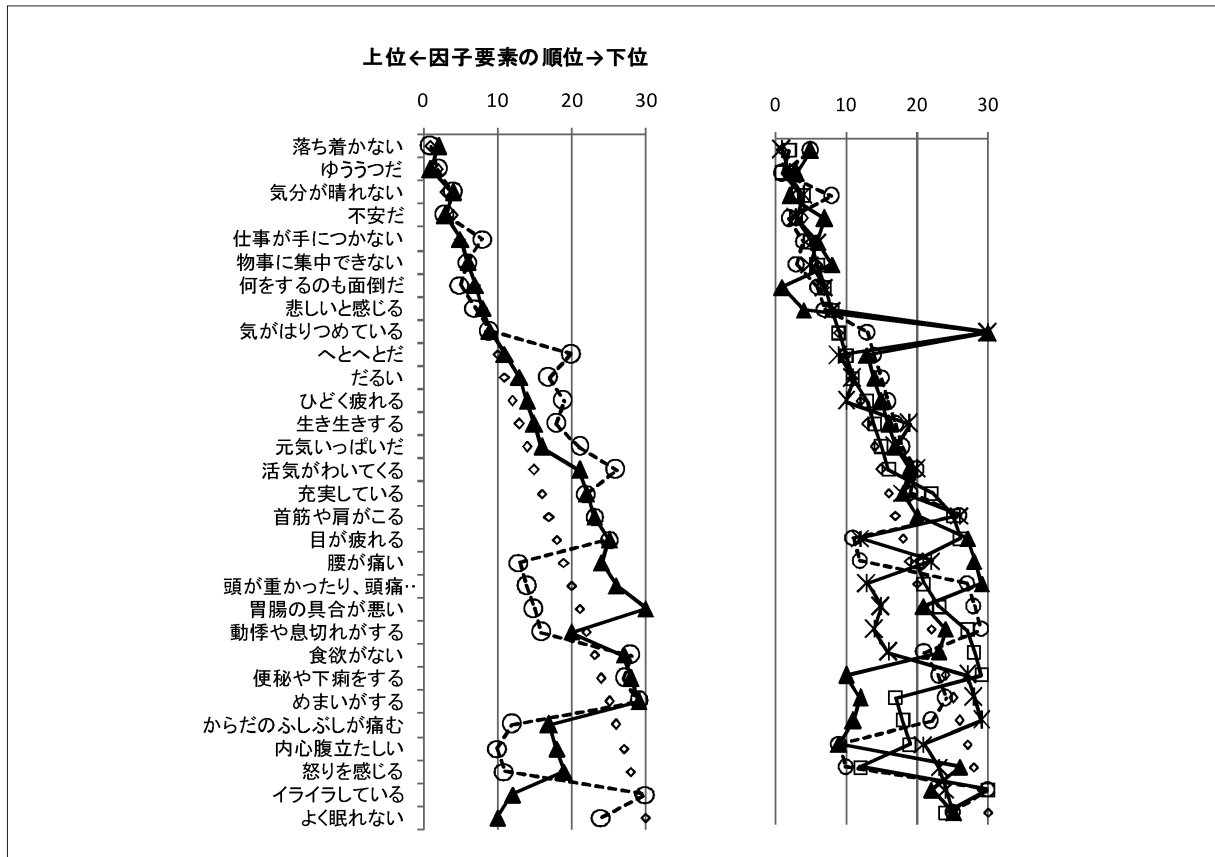 上位←因子要素の順位→下位
0 10 20 30
0 10 20 30
落ち着かない
ゆううつだ
気分が晴れない
不安だ
仕事が手につかない
物事に集中できない
何をするのも面倒だ
悲しいと感じる
気がはりつめている
へとへとだ
だるい
ひどく疲れる
生き生きする
元気いっぱいだ
活気がわいてくる
充実している
首筋や肩がこる
目が疲れる
腰が痛い
頭が重かったり、頭痛‥
胃腸の具合が悪い
動悸や息切れがする
食欲がない
便秘や下痢をする
めまいがする
からだのふしぶしが痛む
内心腹立たしい
怒りを感じる
イライラしている
よく眠れない